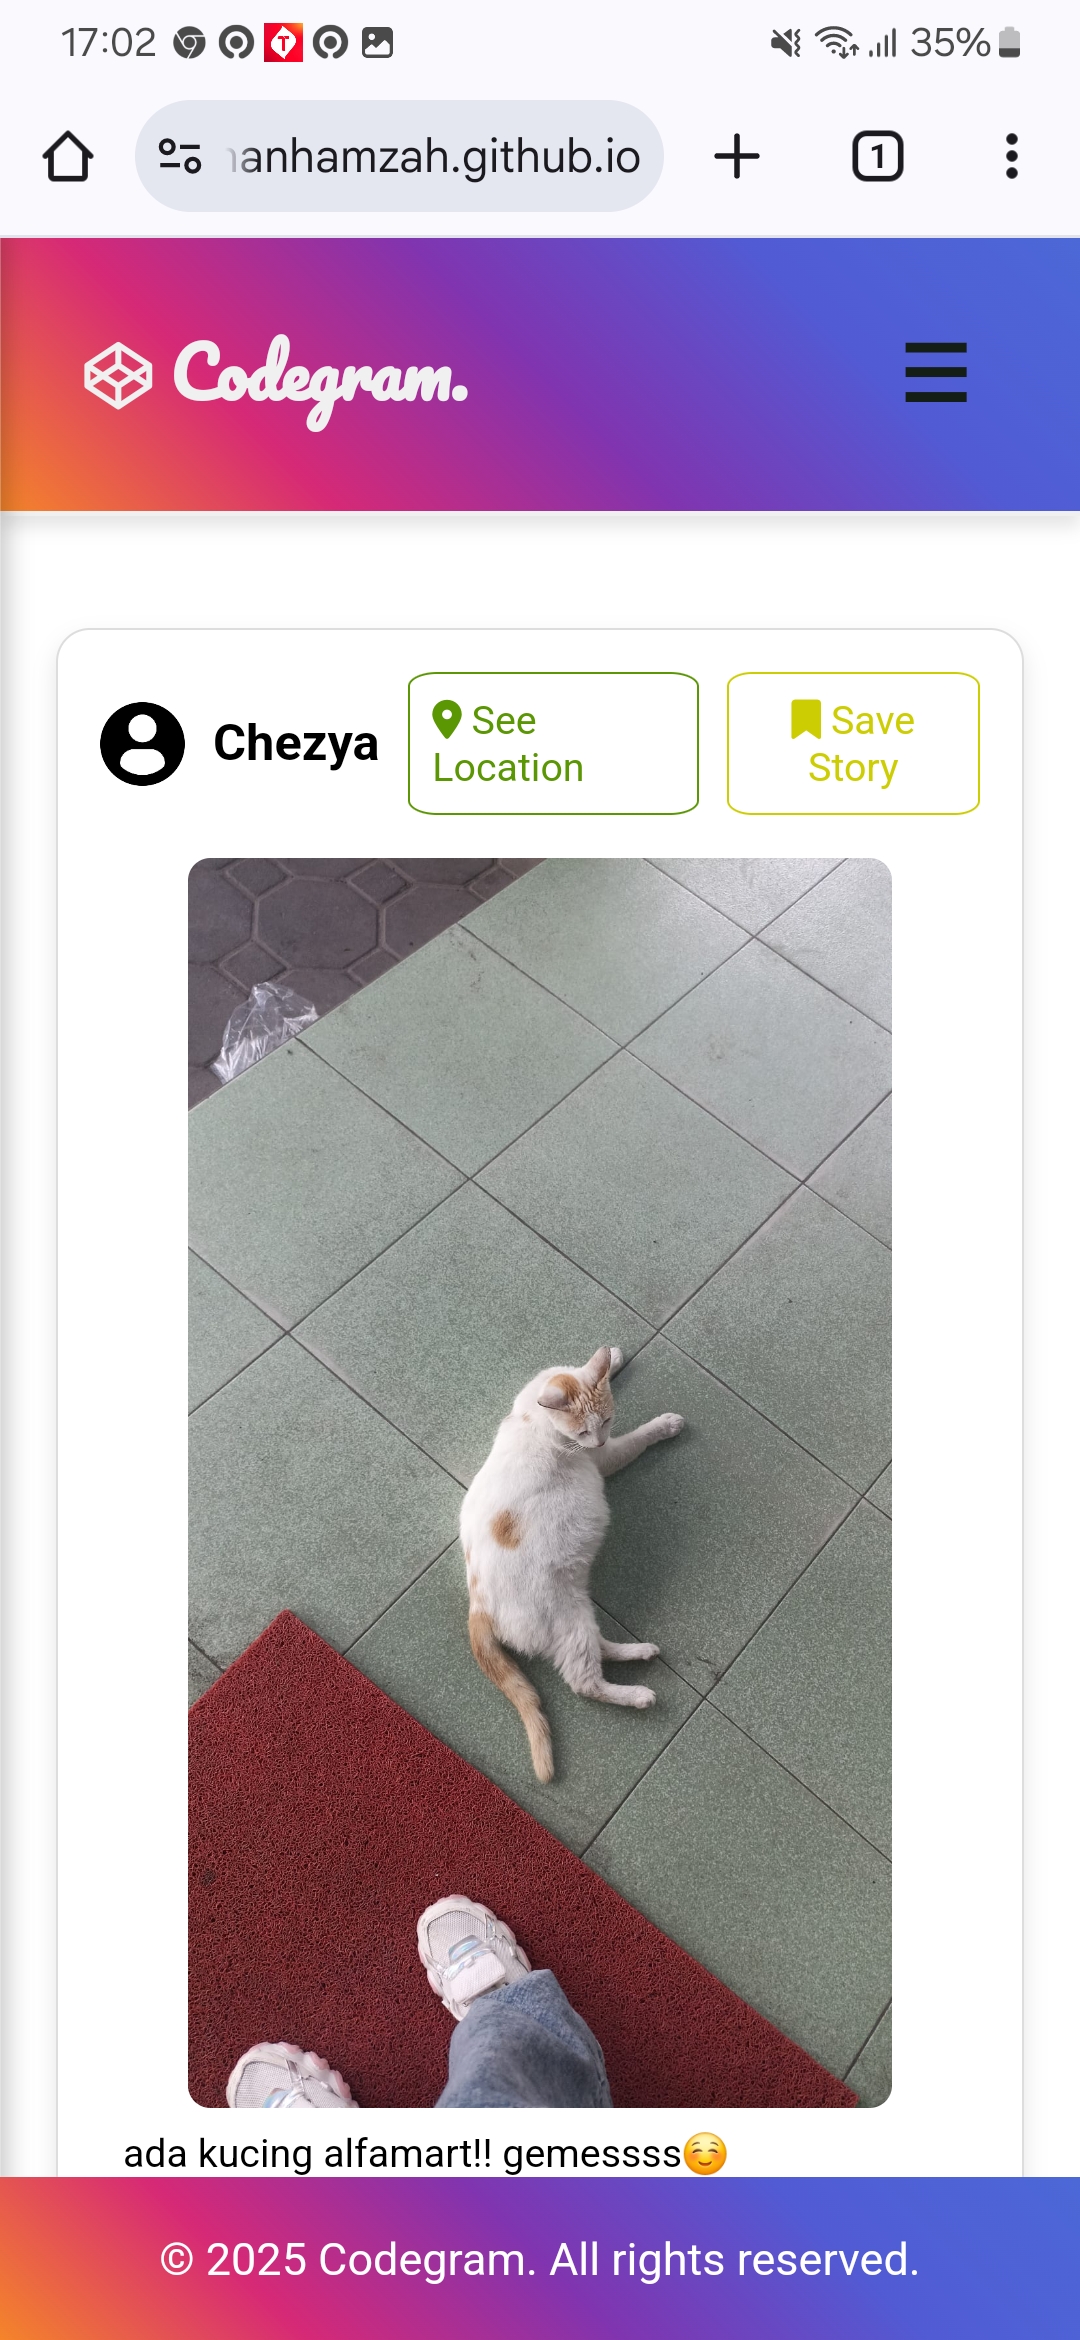 17:02
35%
anhamzah.github.io
1
Codegram.
Chezya
See
Location
Save
Story
ada kucing alfamart!! gemessss☺️
© 2025 Codegram. All rights reserved.